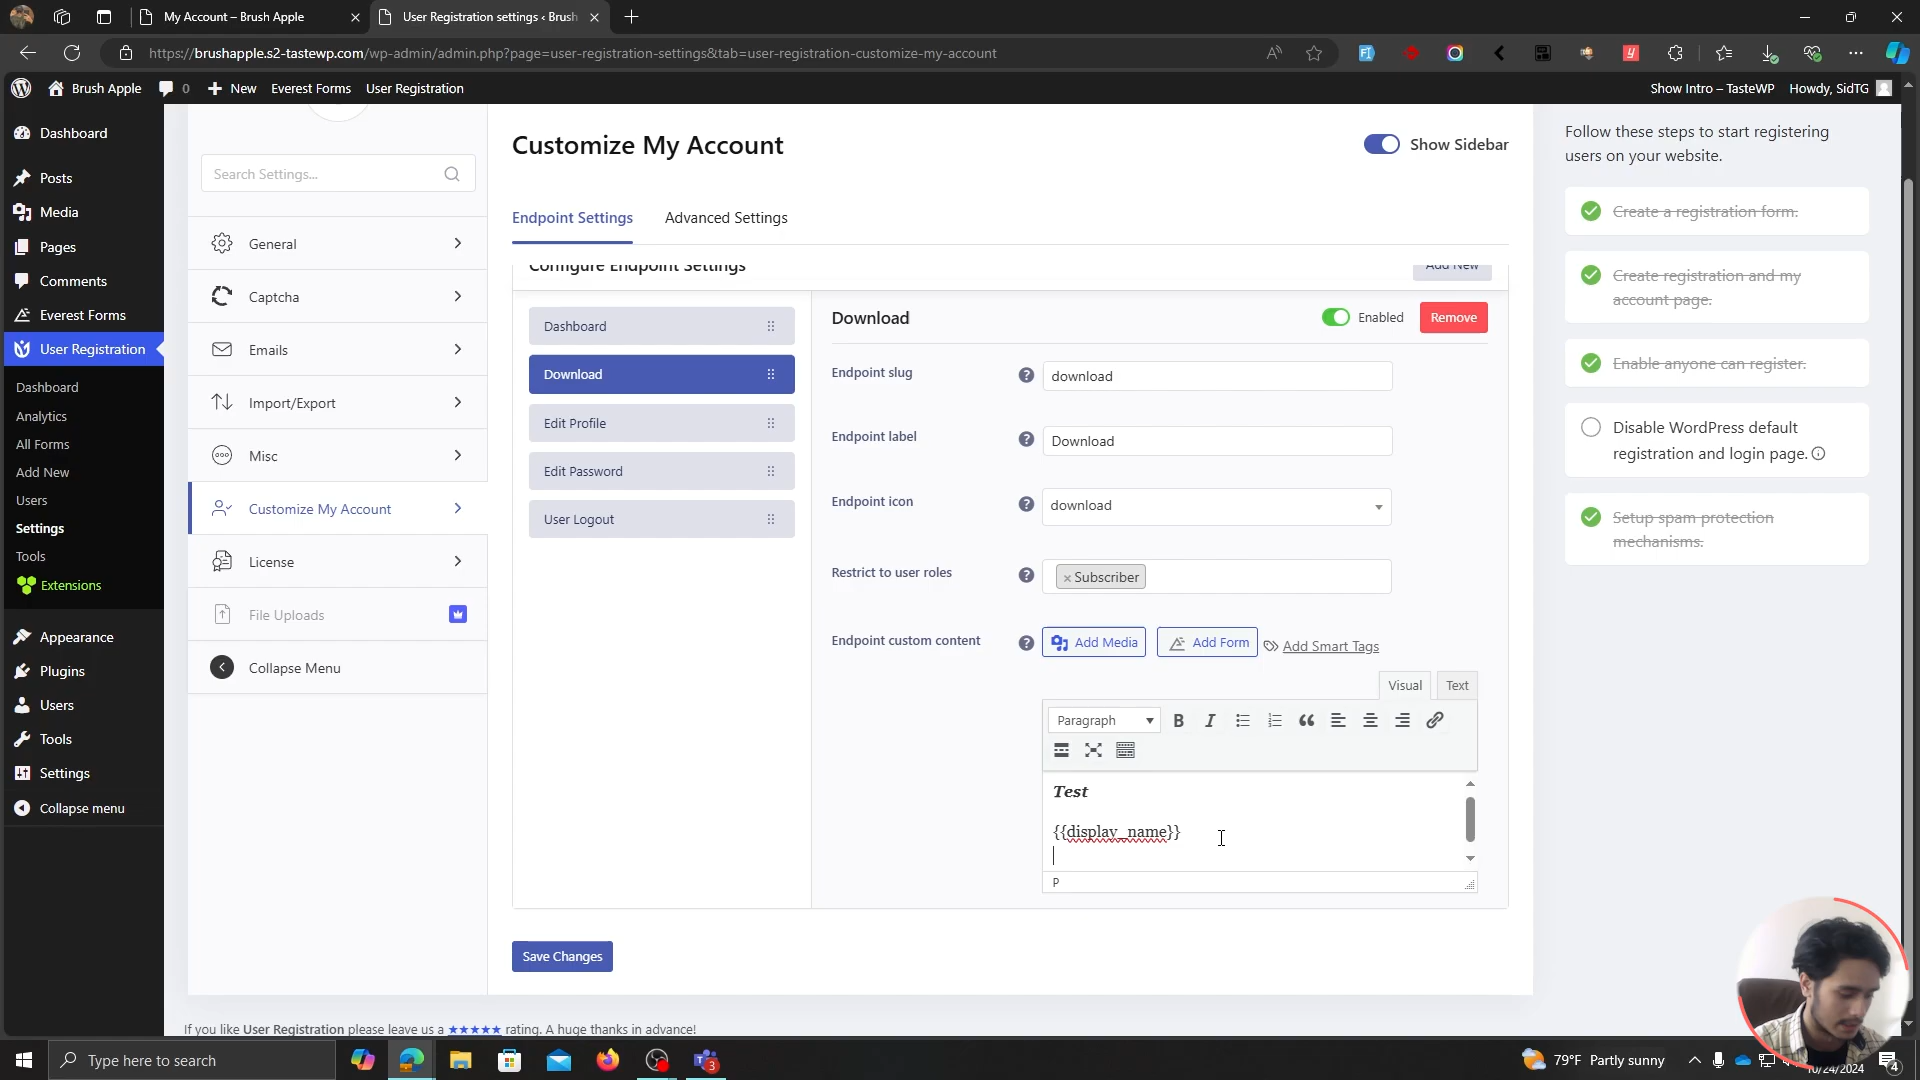 My Account – Brush Apple
User Registration settings ‹ Brush
https://brushapple.s2-tastewp.com/wp-admin/admin.php?page=user-registration-settings&tab=user-registration-customize-my-account
Brush Apple
0
New
Everest Forms
User Registration
Show Intro – TasteWP
Howdy, SidTG
Dashboard
Posts
Media
Pages
Comments
Everest Forms
User Registration
Dashboard
Analytics
All Forms
Add New
Users
Settings
Tools
Extensions
Appearance
Plugins
Users
Tools
Settings
Collapse menu
Search Settings...
General
Captcha
Emails
Import/Export
Misc
Customize My Account
License
File Uploads
Collapse Menu
Customize My Account
Show Sidebar
Endpoint Settings
Advanced Settings
Configure Endpoint Settings
Add New
Dashboard
Download
Edit Profile
Edit Password
User Logout
Download
Enabled
Remove
Endpoint slug
download
Endpoint label
Download
Endpoint icon
download
Restrict to user roles
× Subscriber
Endpoint custom content
Add Media
Add Form
Add Smart Tags
Visual
Text
Paragraph
Test
{{display_name}}
P
Save Changes
If you like User Registration please leave us a ★★★★★ rating. A huge thanks in advance!
Follow these steps to start registering
users on your website.
Create a registration form.
Create registration and my
account page.
Enable anyone can register.
Disable WordPress default
registration and login page.
Setup spam protection
mechanisms.
Type here to search
3
79°F Partly sunny
10/24/2024
4